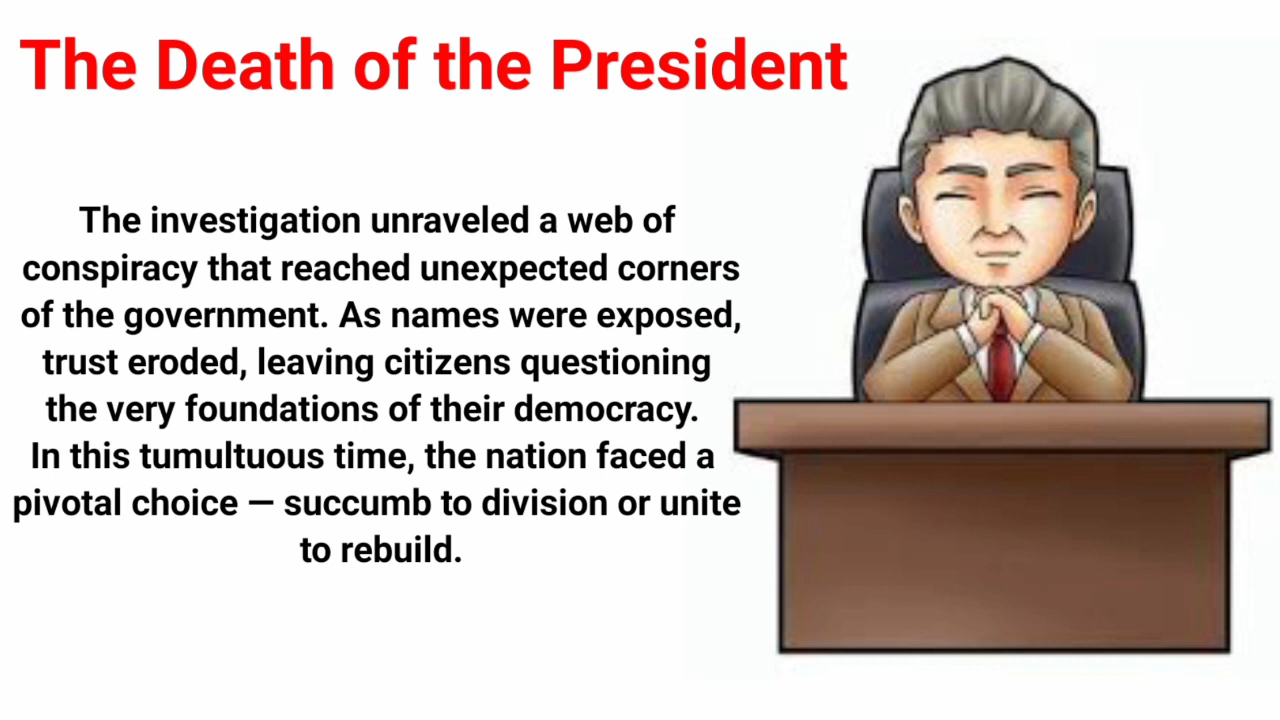 The Death of the President
The investigation unraveled a web of
conspiracy that reached unexpected corners
of the government. As names were exposed,
trust eroded, leaving citizens questioning
the very foundations of their democracy.
In this tumultuous time, the nation faced a
pivotal choice — succumb to division or unite
to rebuild.